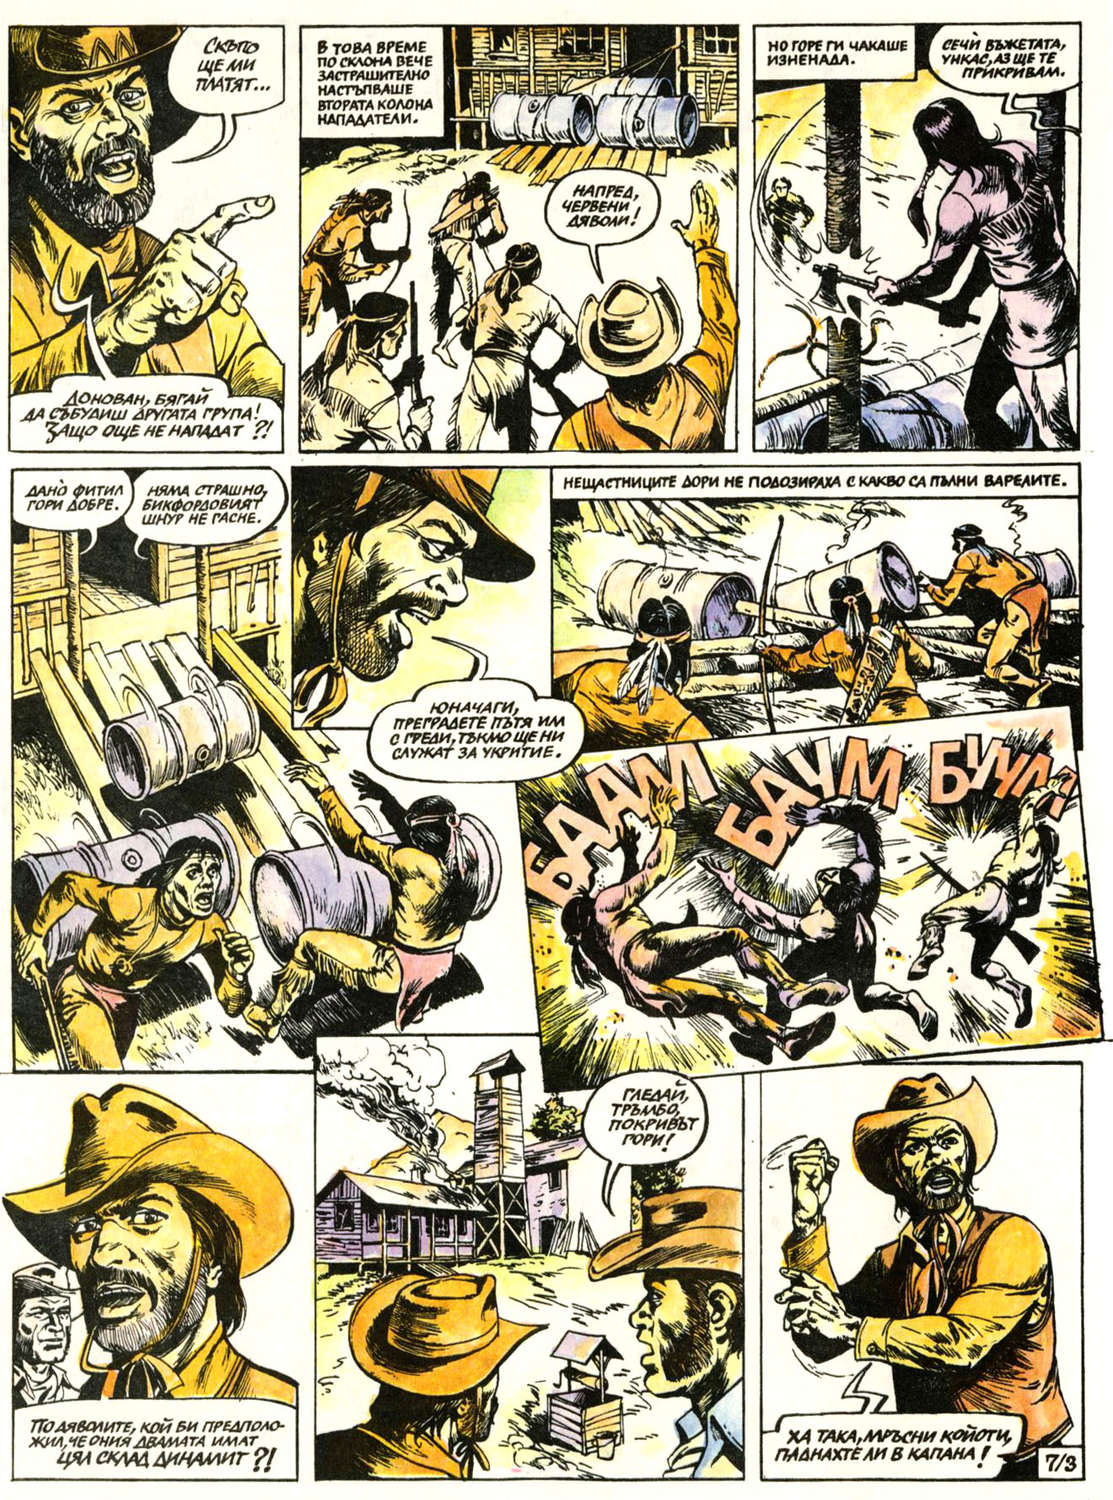 СКЪПО
ЩЕ МИ
ПЛАТЯТ...
ДОНОВАН, БЯГАЙ
ДА СЪБУДИШ ДРУГАТА ГРУПА!
ЗАЩО ОЩЕ НЕ НАПАДАТ?!
В ТОВА ВРЕМЕ
ПО СКЛОНА ВЕЧЕ
ЗАСТРАШИТЕЛНО
НАСТЪПВАШЕ
ВТОРАТА КОЛОНА
НАПАДАТЕЛИ.
НАПРЕД,
ЧЕРВЕНИ
ДЯВОЛИ!
НО ГОРЕ ГИ ЧАКАШЕ
ИЗНЕНАДА.
СЕЧЍ ВЪЖЕТАТА,
УНКАС, АЗ ЩЕ ТЕ
ПРИКРИВАМ.
ДАНО̀ ФИТИЛ
ГОРИ ДОБРЕ.
НЯМА СТРАШНО,
БИКФОРДОВИЯТ
ШНУР НЕ ГАСНЕ.
ЮНАЧАГИ,
ПРЕГРАДЕТЕ ПЪТЯ ИМ
С ГРЕДИ, ТЪКМО ЩЕ НИ
СЛУЖАТ ЗА УКРИТИЕ.
НЕЩАСТНИЦИТЕ ДОРИ НЕ ПОДОЗИРАХА С КАКВО СА ПЪЛНИ ВАРЕЛИТЕ.
БАААМ
БАУМ
БУУМ
ПО ДЯВОЛИТЕ, КОЙ БИ ПРЕДПОЛО-
ЖИЛ, ЧЕ ОНИЯ ДВАМАТА ИМАТ
ЦЯЛ СКЛАД ДИНАМИТ?!
ГЛЕДАЙ,
ТРЪМБО,
ПОКРИВЪТ
ГОРИ!
ХА ТАКА, МРЪСНИ КОЙОТИ,
ПАДНАХТЕ ЛИ В КАПАНА!
7/3